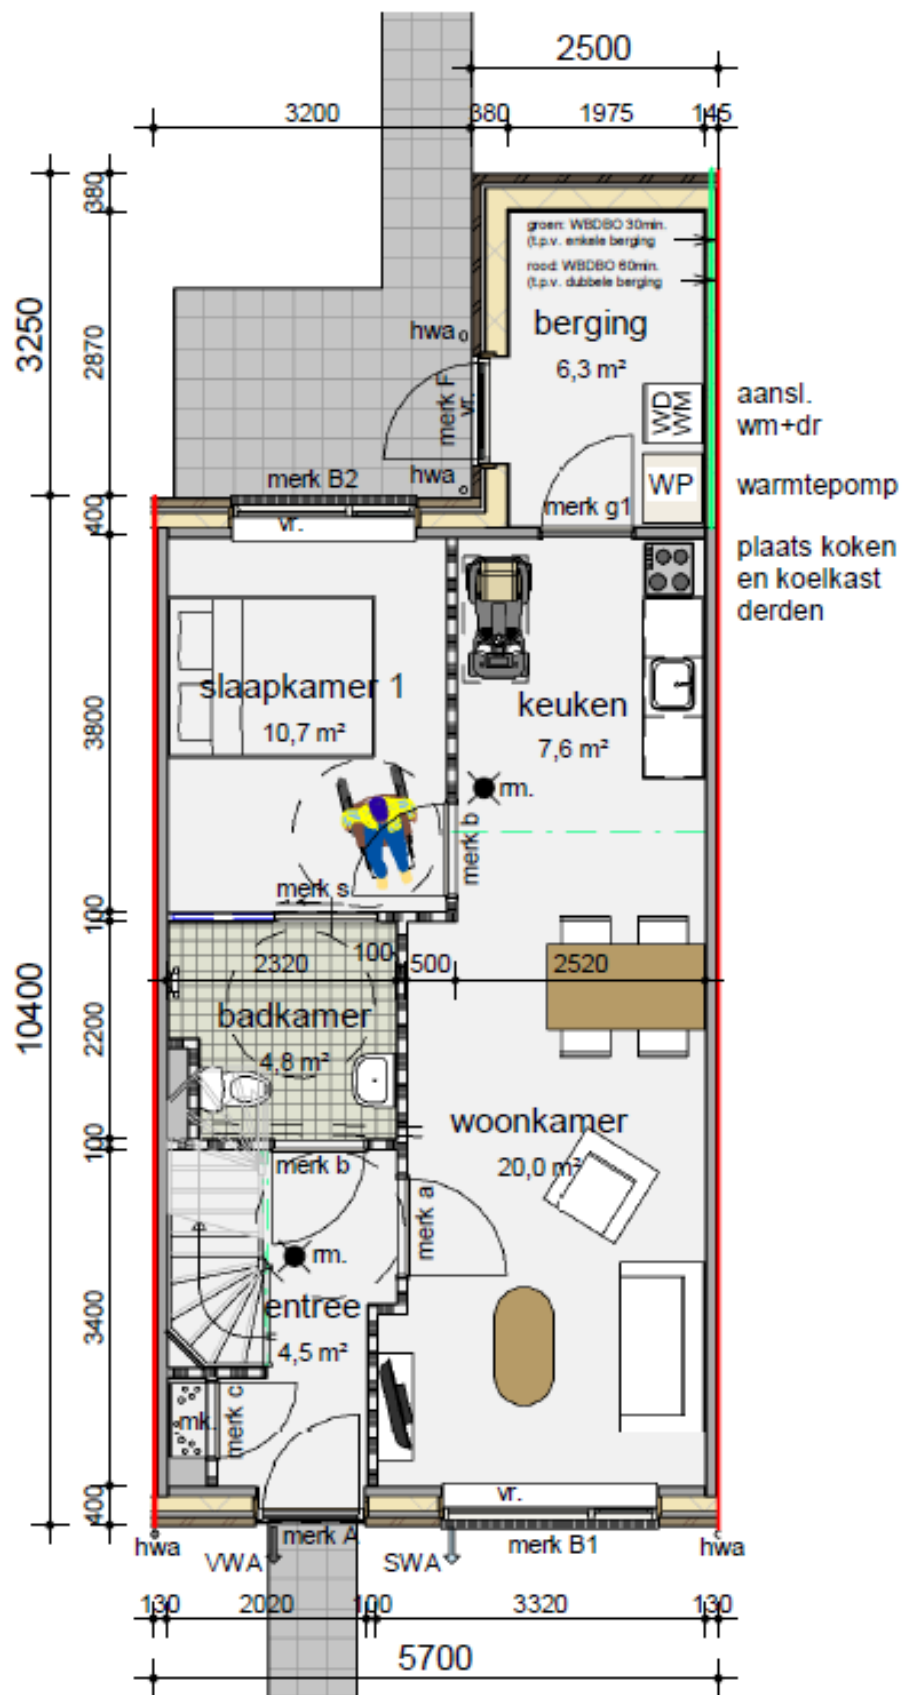 2500
3200
380
1975
145
380
groen: WBDBO 30min.
(t.p.v. enkele berging
rood: WBDBO 60min.
(t.p.v. dubbele berging
3250
2870
hwa
berging
6,3 m²
merk F
vr.
WD
WM
aansl.
wm+dr
merk B2
hwa
WP
warmtepomp
400
vr.
merk g1
plaats koken
en koelkast
derden
slaapkamer 1
10,7 m²
keuken
7,6 m²
3800
rm.
merk b
merk s
100
10400
2320
100
500
2520
badkamer
4,8 m²
2200
woonkamer
20,0 m²
100
merk b
merk a
rm.
entree
4,5 m²
3400
mk.
merk c
400
vr.
hwa
VWA
merk A
SWA
merk B1
hwa
130
2020
100
3320
130
5700